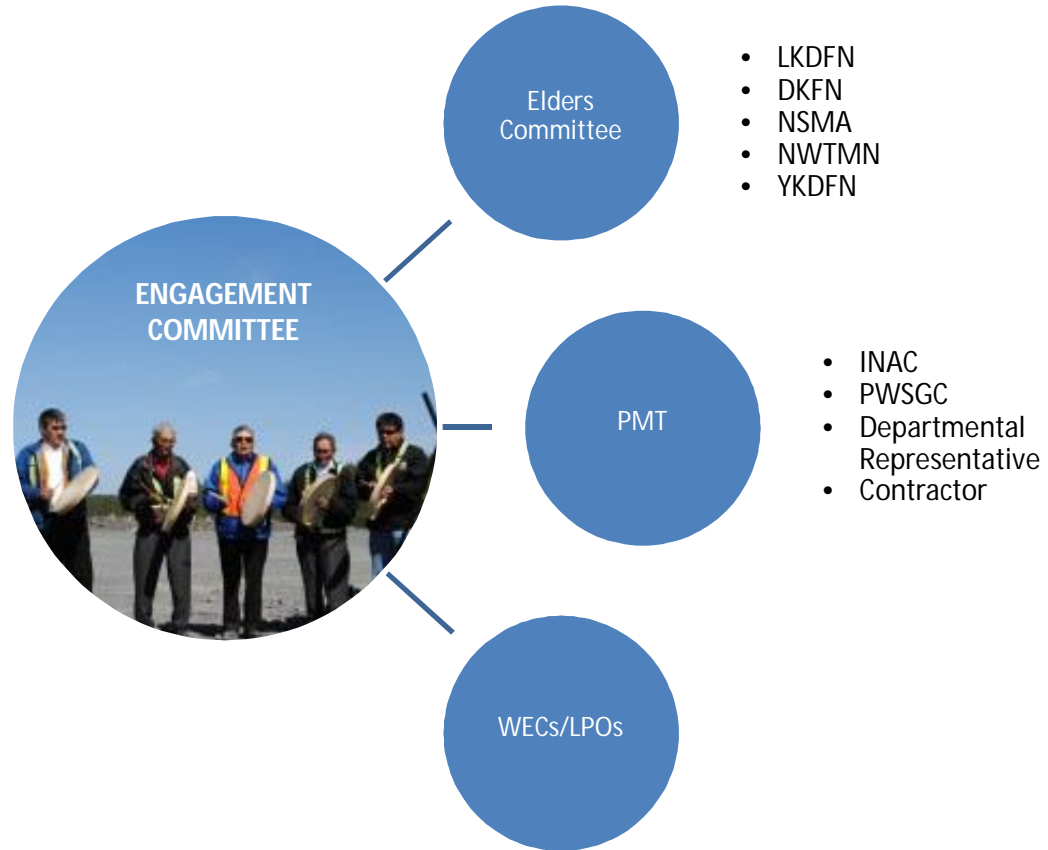 Elders
Committee
• LKDFN
• DKFN
• NSMA
• NWTMN
• YKDFN
ENGAGEMENT
COMMITTEE
PMT
• INAC
• PWSGC
• Departmental
Representative
• Contractor
WECs/LPOs